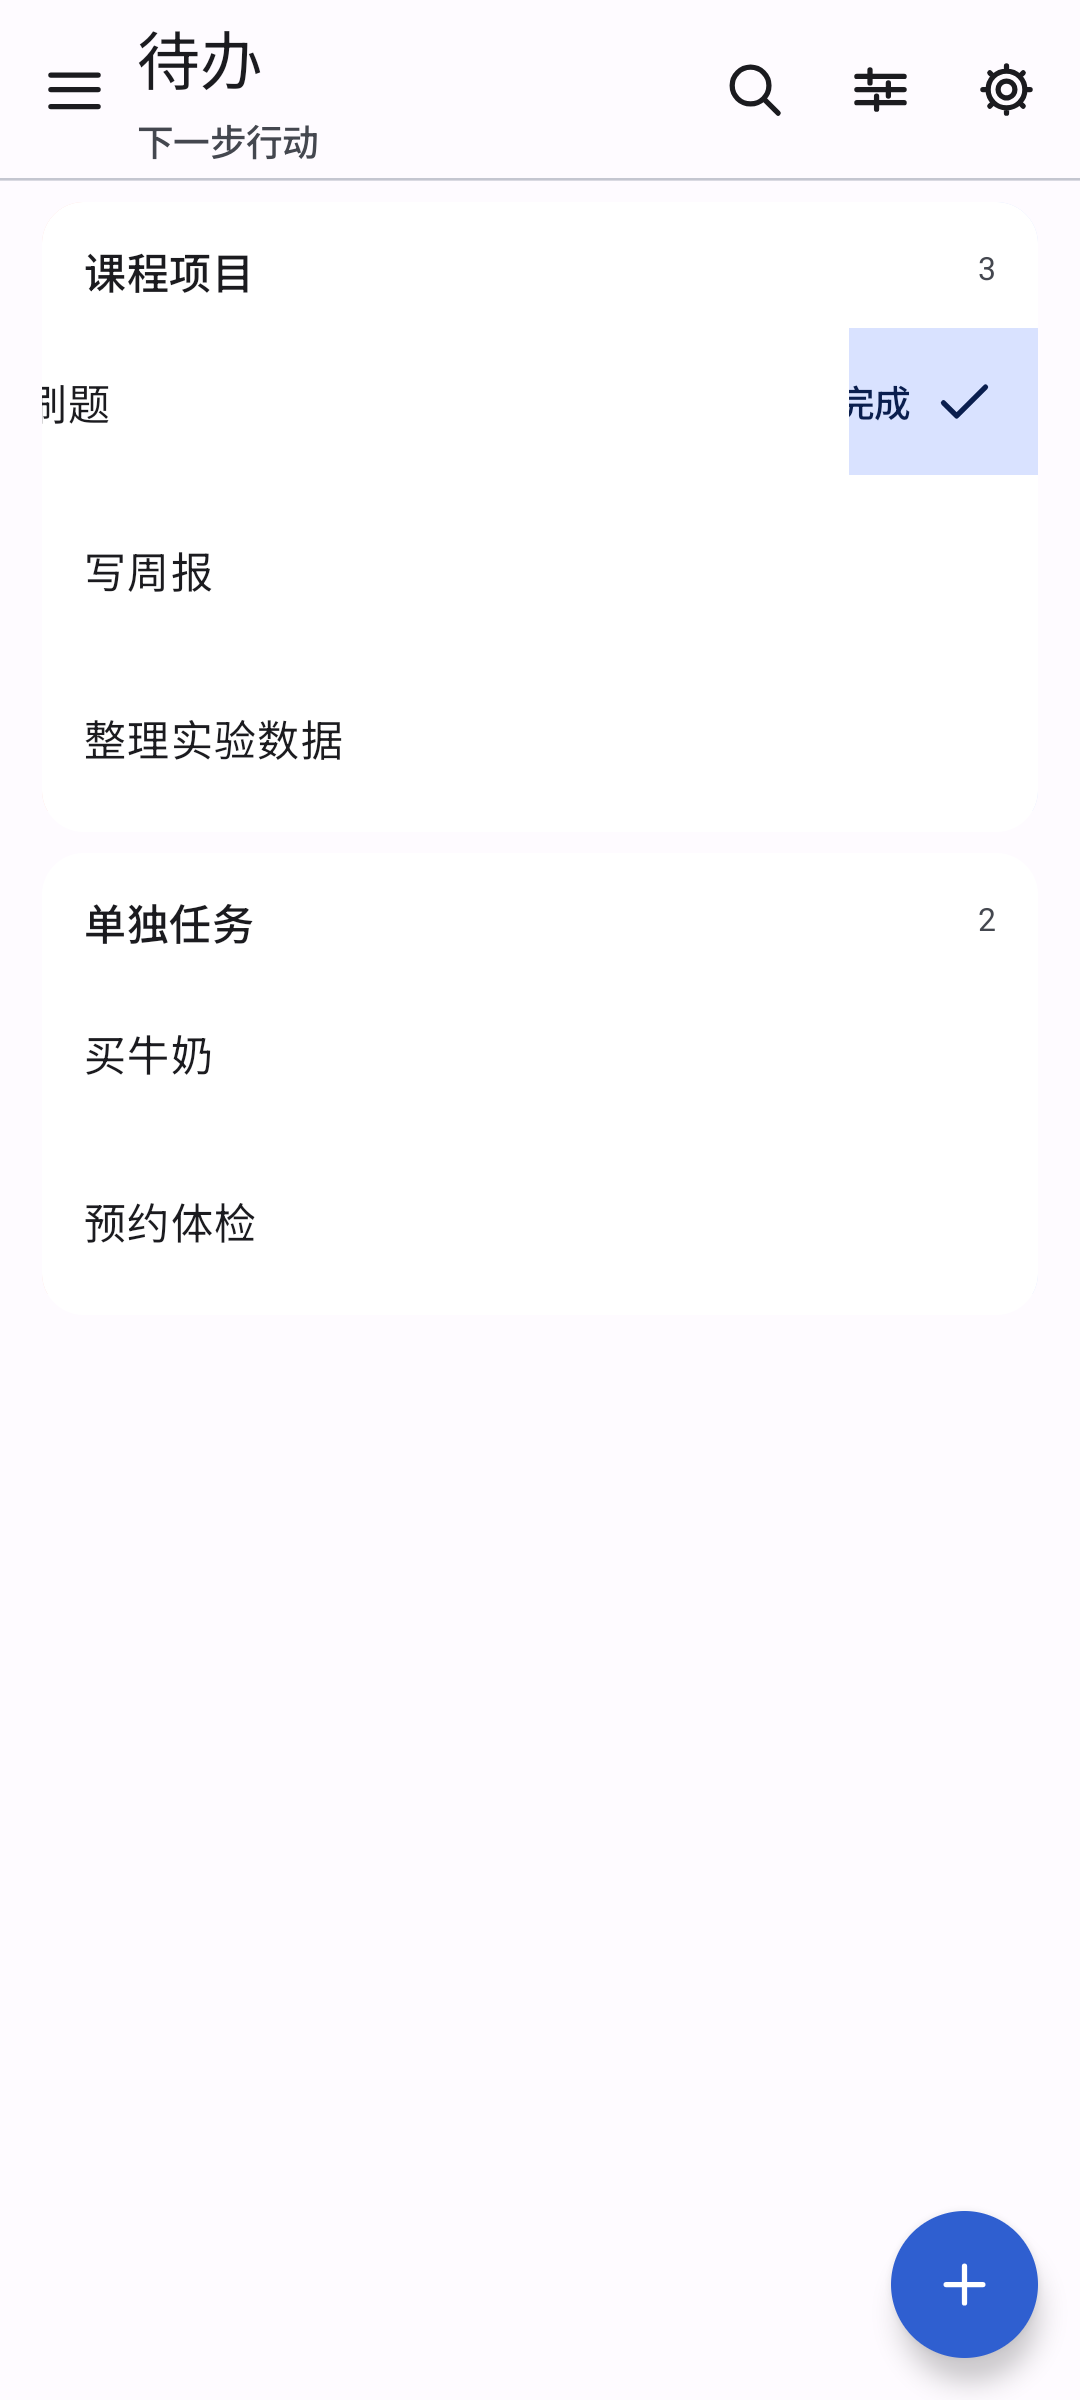 待办
下一步行动
课程项目 3
刷题 完成
写周报
整理实验数据
单独任务 2
买牛奶
预约体检